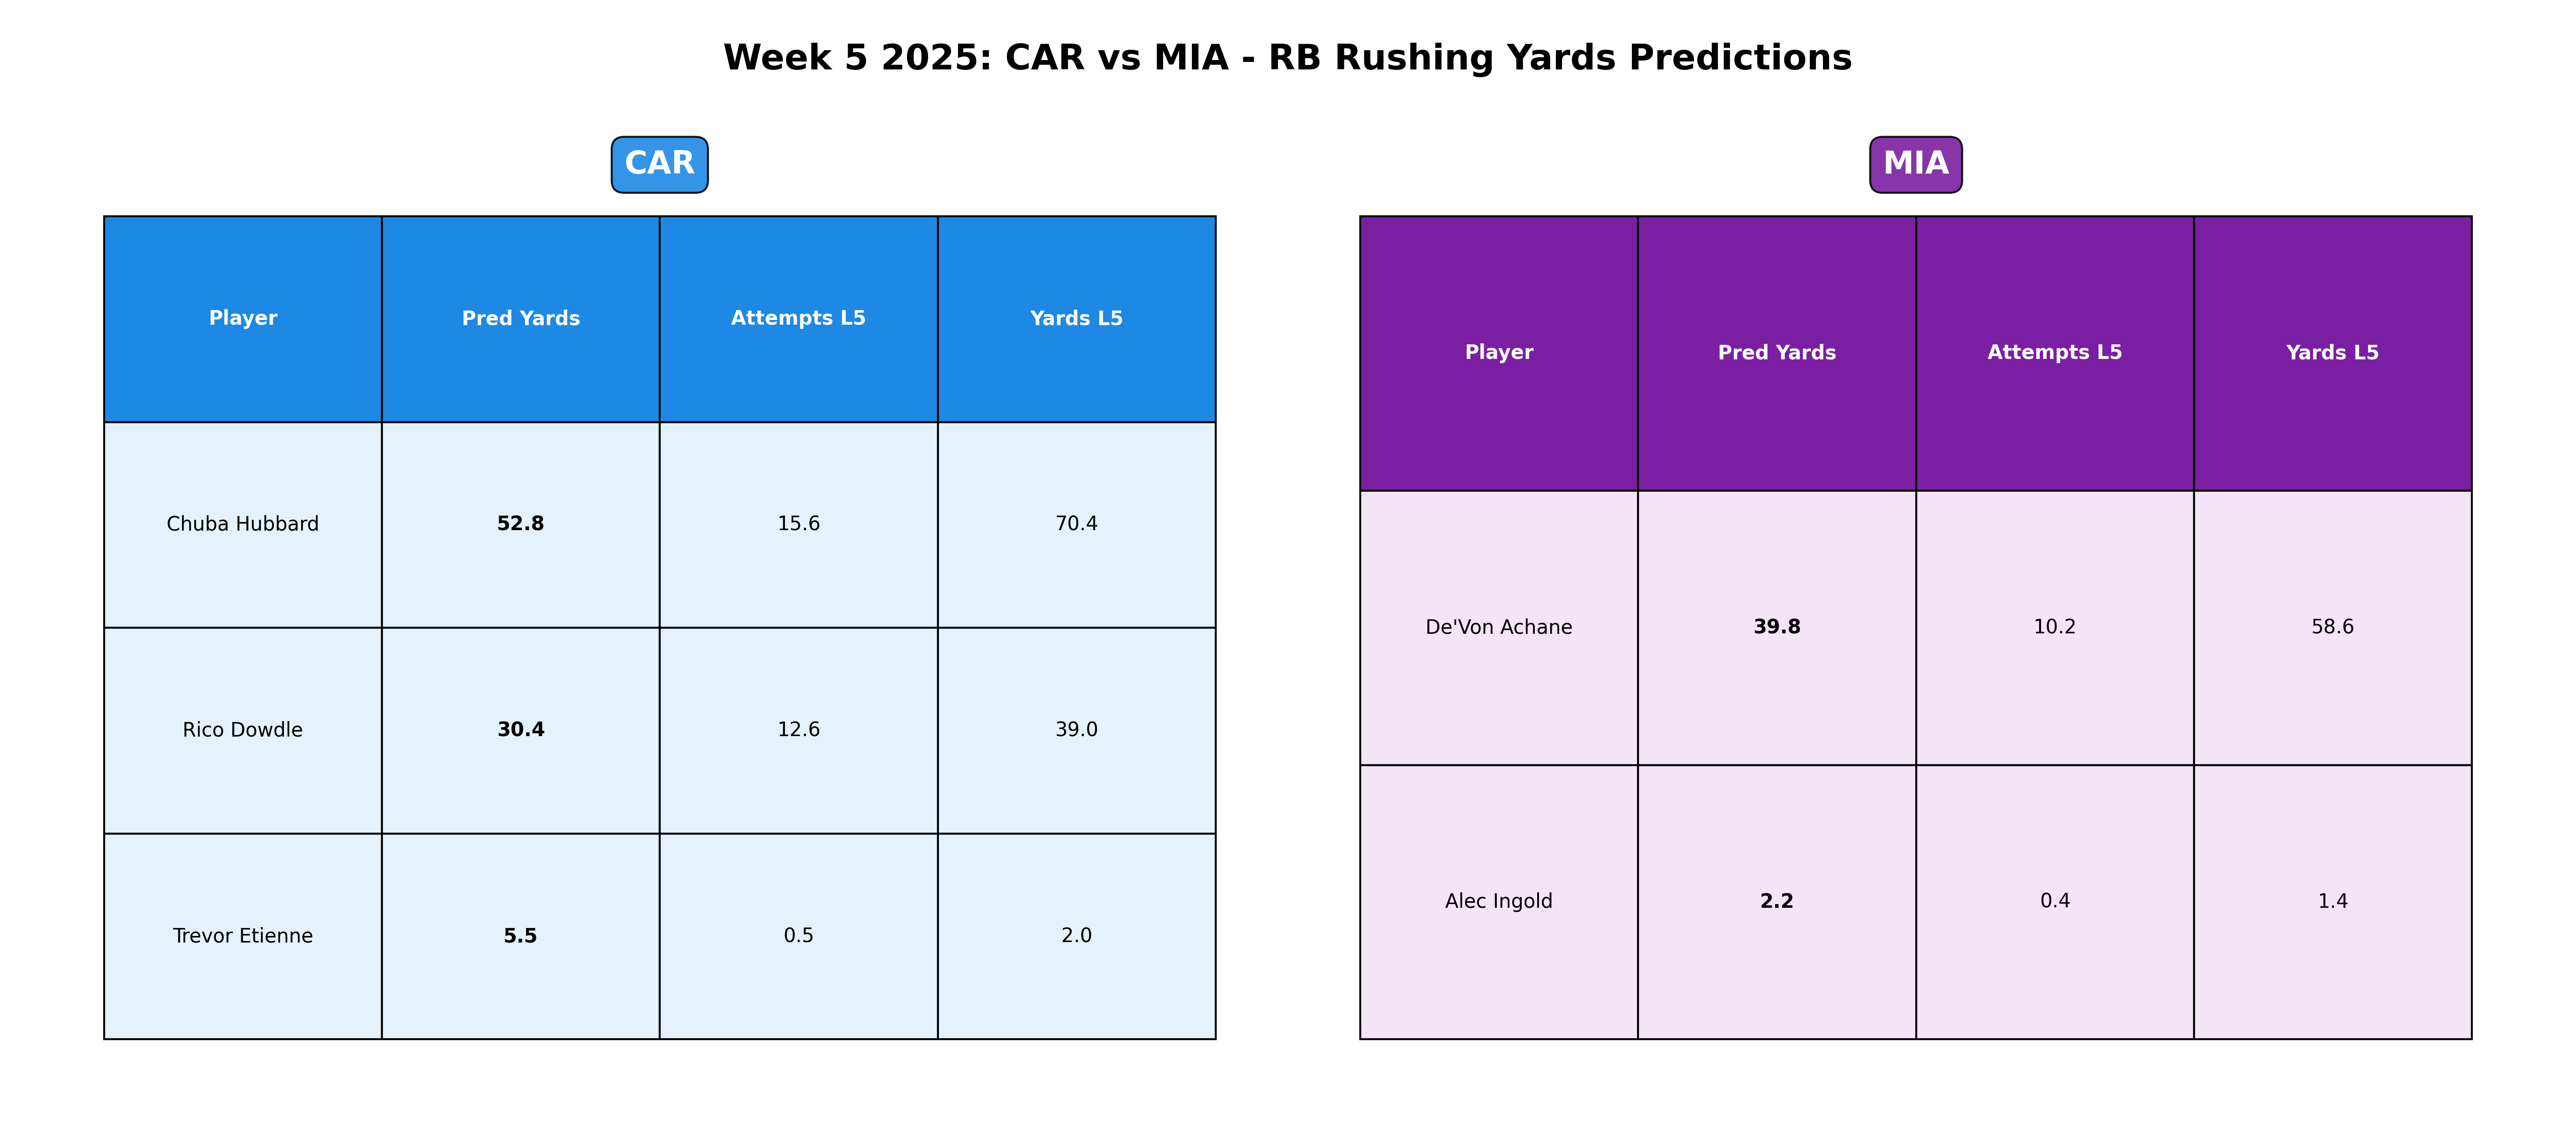 Week 5 2025: CAR vs MIA - RB Rushing Yards Predictions
CAR
Player Pred Yards Attempts L5 Yards L5
Chuba Hubbard 52.8 15.6 70.4
Rico Dowdle 30.4 12.6 39.0
Trevor Etienne 5.5 0.5 2.0
MIA
Player Pred Yards Attempts L5 Yards L5
De'Von Achane 39.8 10.2 58.6
Alec Ingold 2.2 0.4 1.4